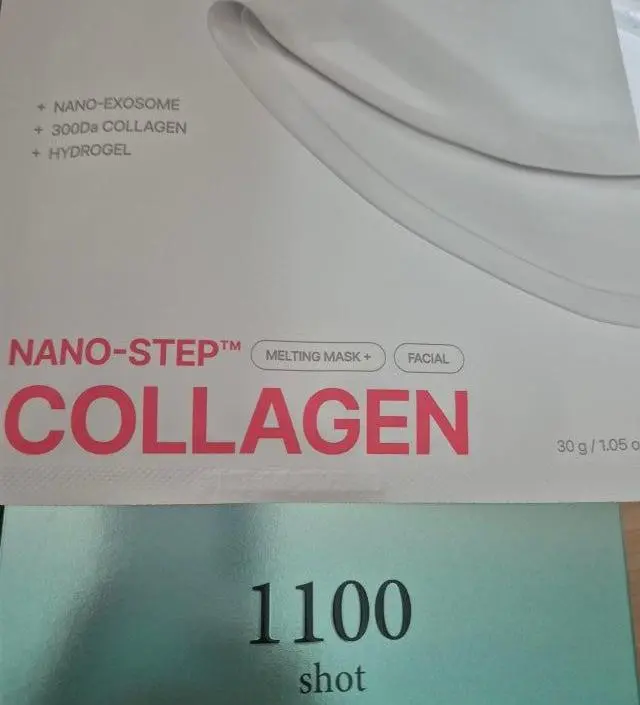 + NANO-EXOSOME
+ 300Da COLLAGEN
+ HYDROGEL
NANO-STEP™ MELTING MASK + FACIAL
COLLAGEN
30 g / 1.05 o
1100
shot